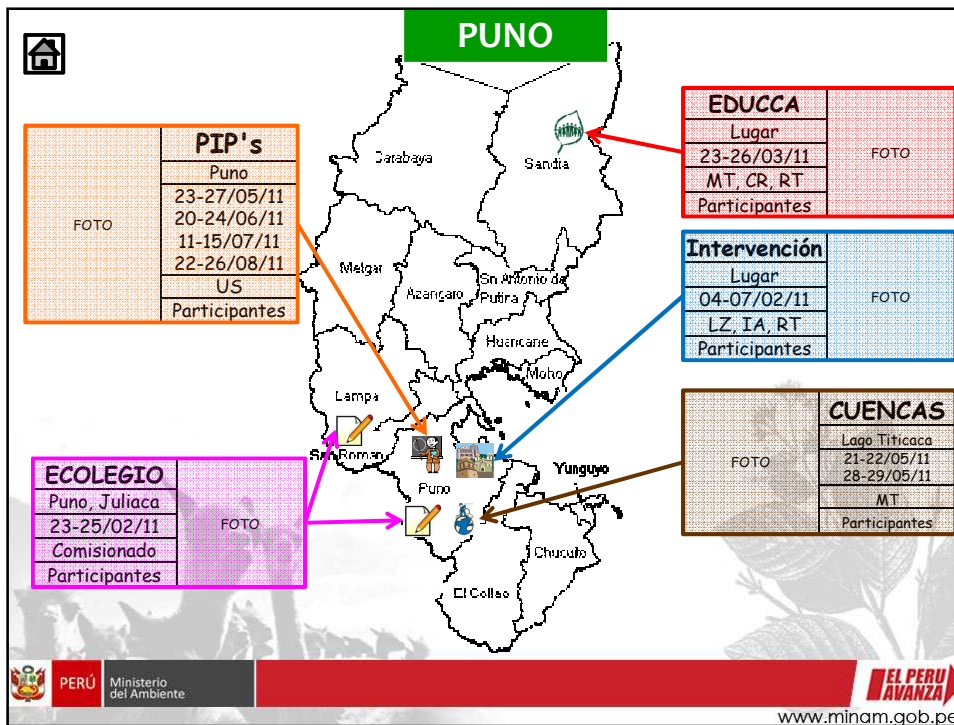 PUNO
EDUCCA
Lugar
23-26/03/11
MT, CR, RT
Participantes
FOTO
PIP's
Puno
23-27/05/11
20-24/06/11
11-15/07/11
22-26/08/11
US
Participantes
FOTO
Carabaya
Sandia
Intervención
Lugar
04-07/02/11
LZ, IA, RT
Participantes
FOTO
Melgar
Azangaro
Sn Antonio de
Putina
Huancane
Moho
Lampa
San Roman
Puno
Yunguyo
Chucuito
El Collao
CUENCAS
Lago Titicaca
21-22/05/11
28-29/05/11
MT
Participantes
FOTO
ECOLEGIO
Puno, Juliaca
23-25/02/11
Comisionado
Participantes
FOTO
PERÚ
Ministerio
del Ambiente
EL PERU
AVANZA
www.minam.gob.pe